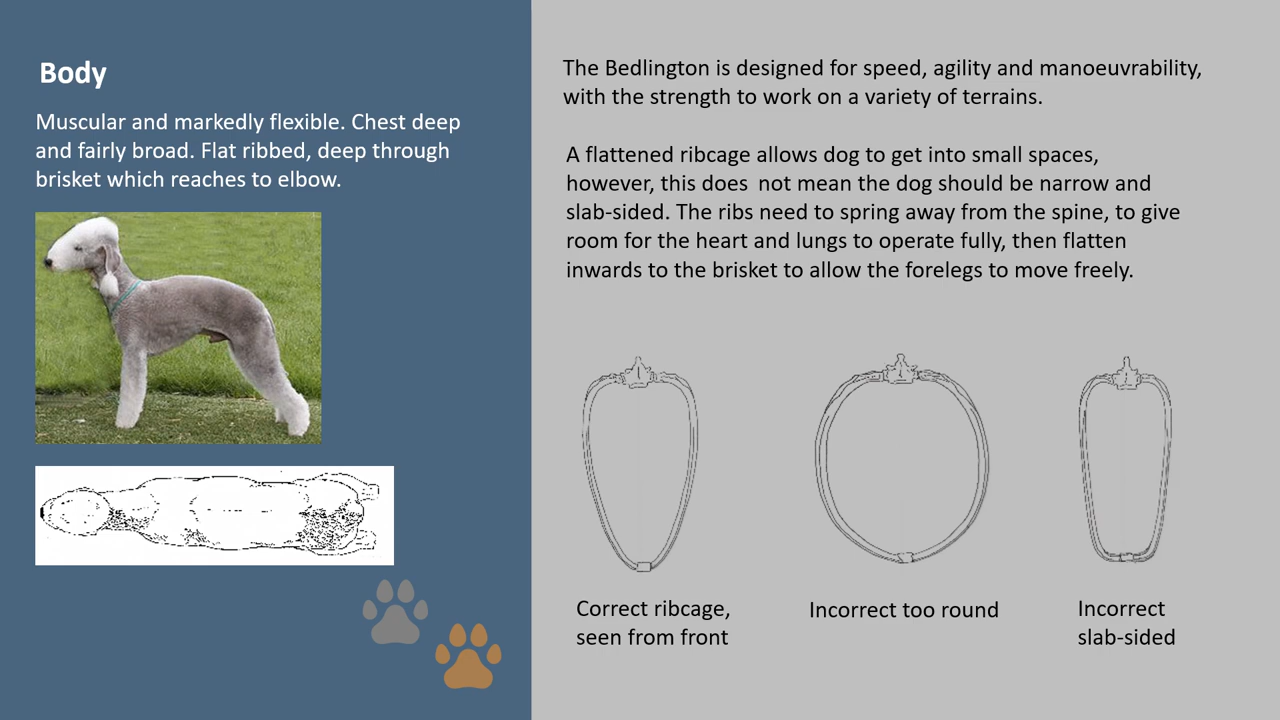 Body
Muscular and markedly flexible. Chest deep
and fairly broad. Flat ribbed, deep through
brisket which reaches to elbow.
The Bedlington is designed for speed, agility and manoeuvrability,
with the strength to work on a variety of terrains.
A flattened ribcage allows dog to get into small spaces,
however, this does  not mean the dog should be narrow and
slab-sided. The ribs need to spring away from the spine, to give
room for the heart and lungs to operate fully, then flatten
inwards to the brisket to allow the forelegs to move freely.
Correct ribcage,
seen from front
Incorrect too round
Incorrect
slab-sided